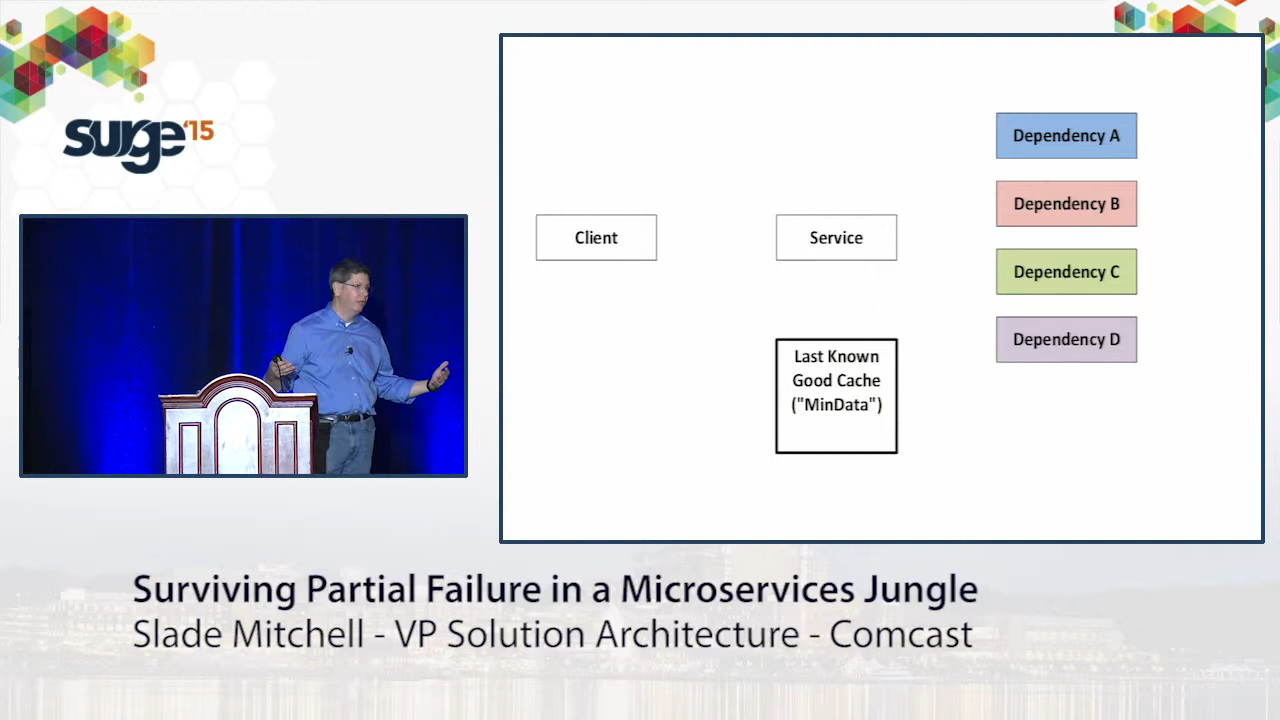 surge '15
Client
Service
Dependency A
Dependency B
Dependency C
Dependency D
Last Known
Good Cache
("MinData")
Surviving Partial Failure in a Microservices Jungle
Slade Mitchell - VP Solution Architecture - Comcast